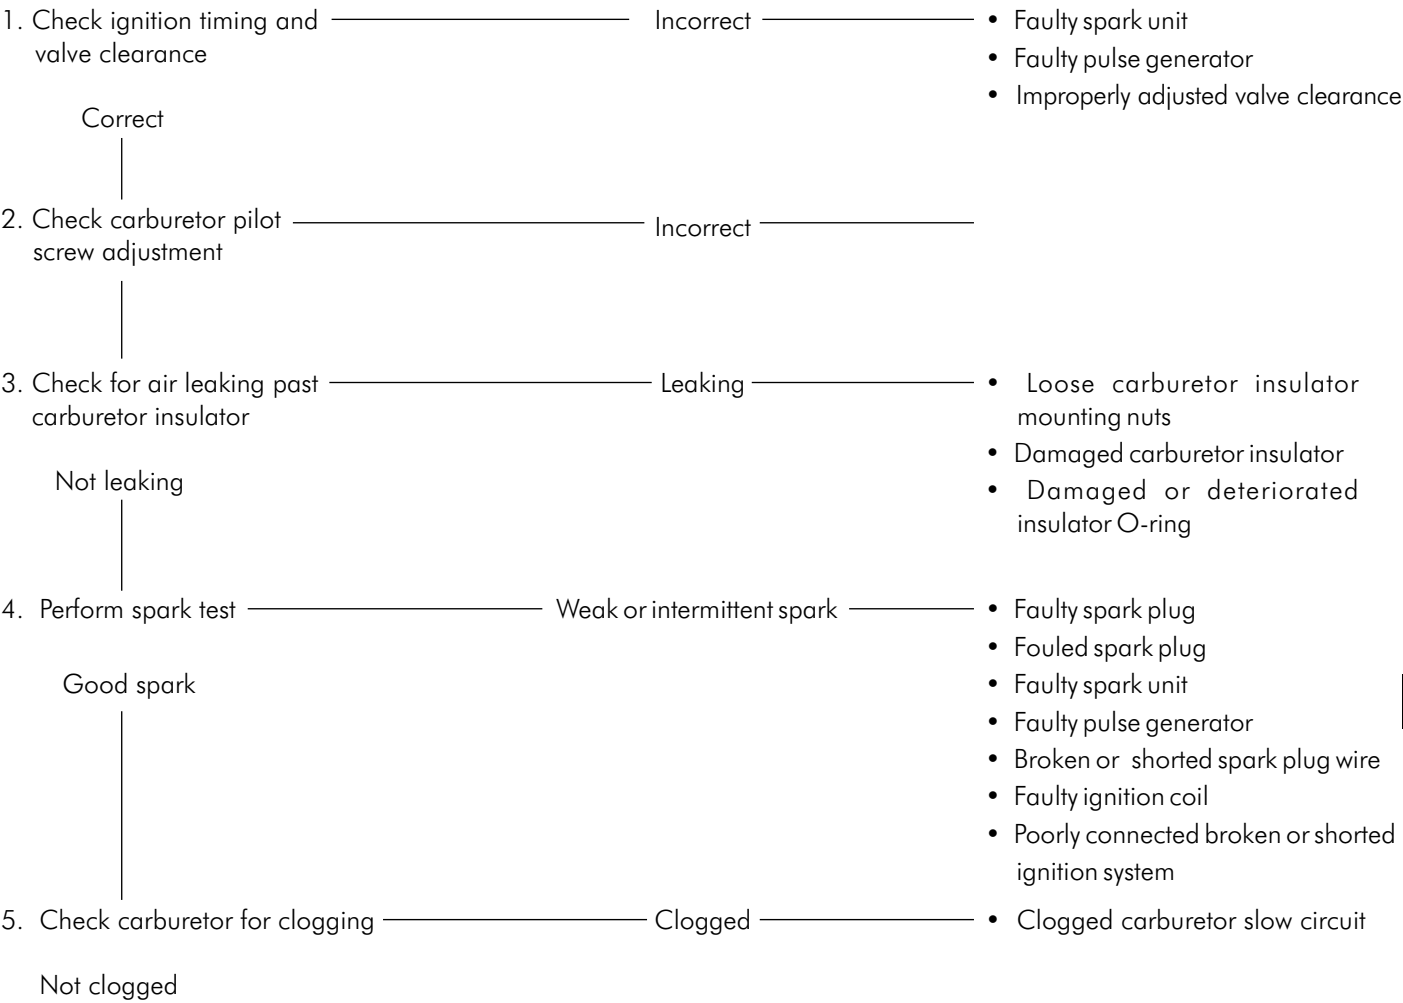 1. Check ignition timing and
valve clearance
Incorrect
• Faulty spark unit
• Faulty pulse generator
• Improperly adjusted valve clearance
Correct
2. Check carburetor pilot
screw adjustment
Incorrect
3. Check for air leaking past
carburetor insulator
Leaking
• Loose carburetor insulator
mounting nuts
• Damaged carburetor insulator
• Damaged or deteriorated
insulator O-ring
Not leaking
4. Perform spark test
Weak or intermittent spark
• Faulty spark plug
• Fouled spark plug
• Faulty spark unit
• Faulty pulse generator
• Broken or shorted spark plug wire
• Faulty ignition coil
• Poorly connected broken or shorted
ignition system
Good spark
5. Check carburetor for clogging
Clogged
• Clogged carburetor slow circuit
Not clogged